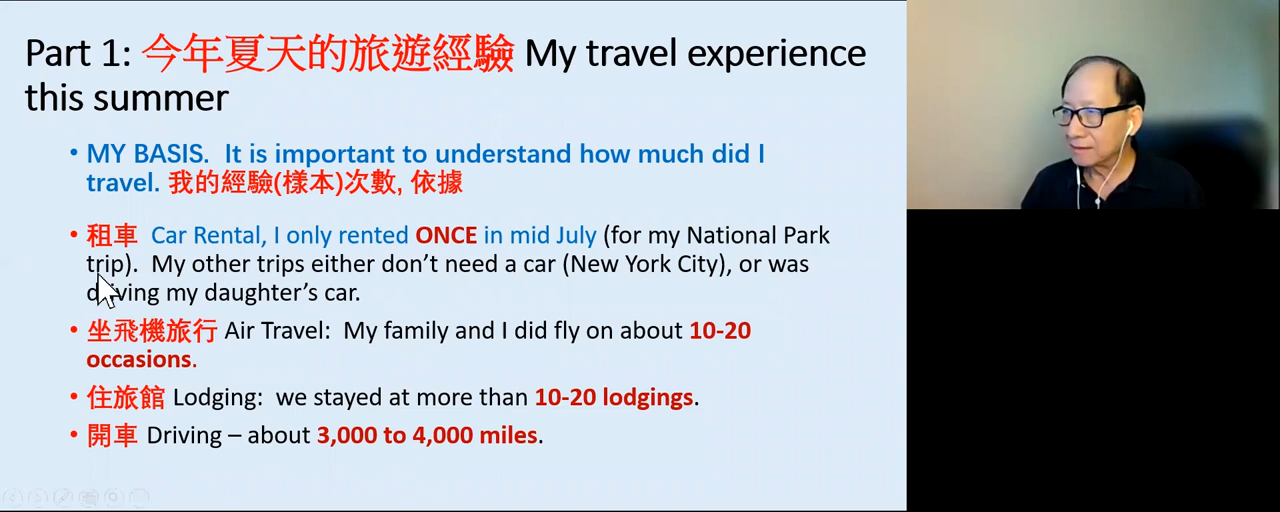 Part 1: 今年夏天的旅遊經驗 My travel experience
this summer
• MY BASIS. It is important to understand how much did I
travel. 我的經驗(樣本)次數, 依據
• 租車 Car Rental, I only rented ONCE in mid July (for my National Park
trip). My other trips either don't need a car (New York City), or was
driving my daughter's car.
• 坐飛機旅行 Air Travel: My family and I did fly on about 10-20
occasions.
• 住旅館 Lodging: we stayed at more than 10-20 lodgings.
• 開車 Driving – about 3,000 to 4,000 miles.